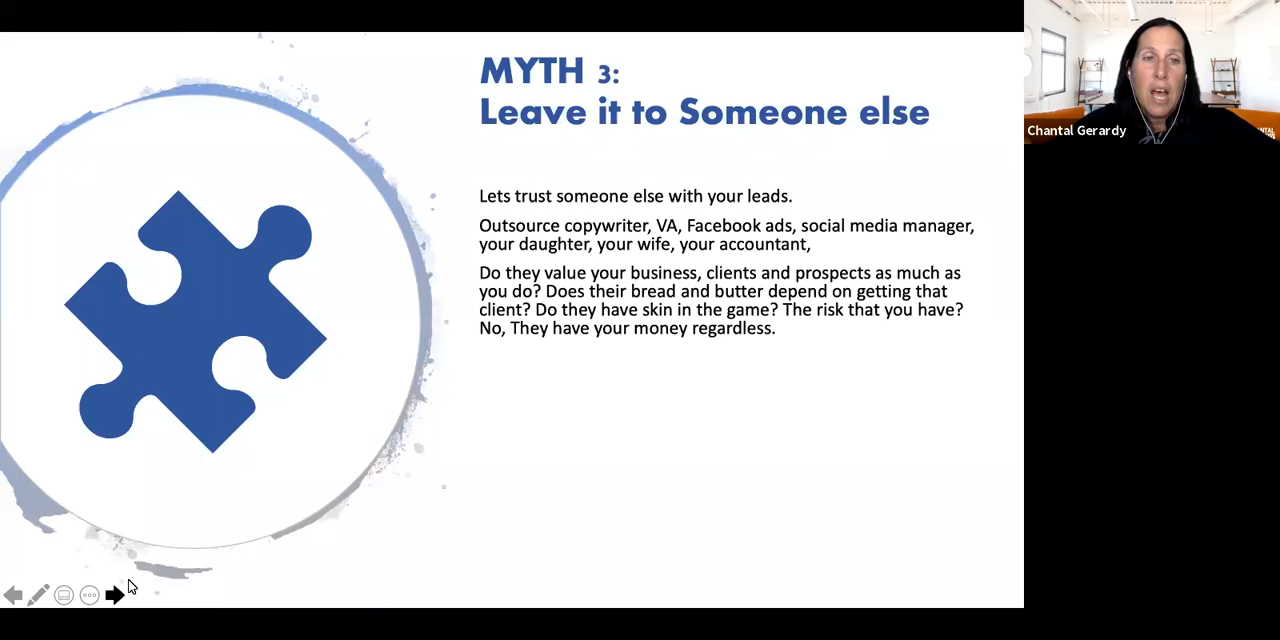 MYTH 3:
Leave it to Someone else
Lets trust someone else with your leads.
Outsource copywriter, VA, Facebook ads, social media manager,
your daughter, your wife, your accountant,
Do they value your business, clients and prospects as much as
you do? Does their bread and butter depend on getting that
client? Do they have skin in the game? The risk that you have?
No, They have your money regardless.
Chantal Gerardy